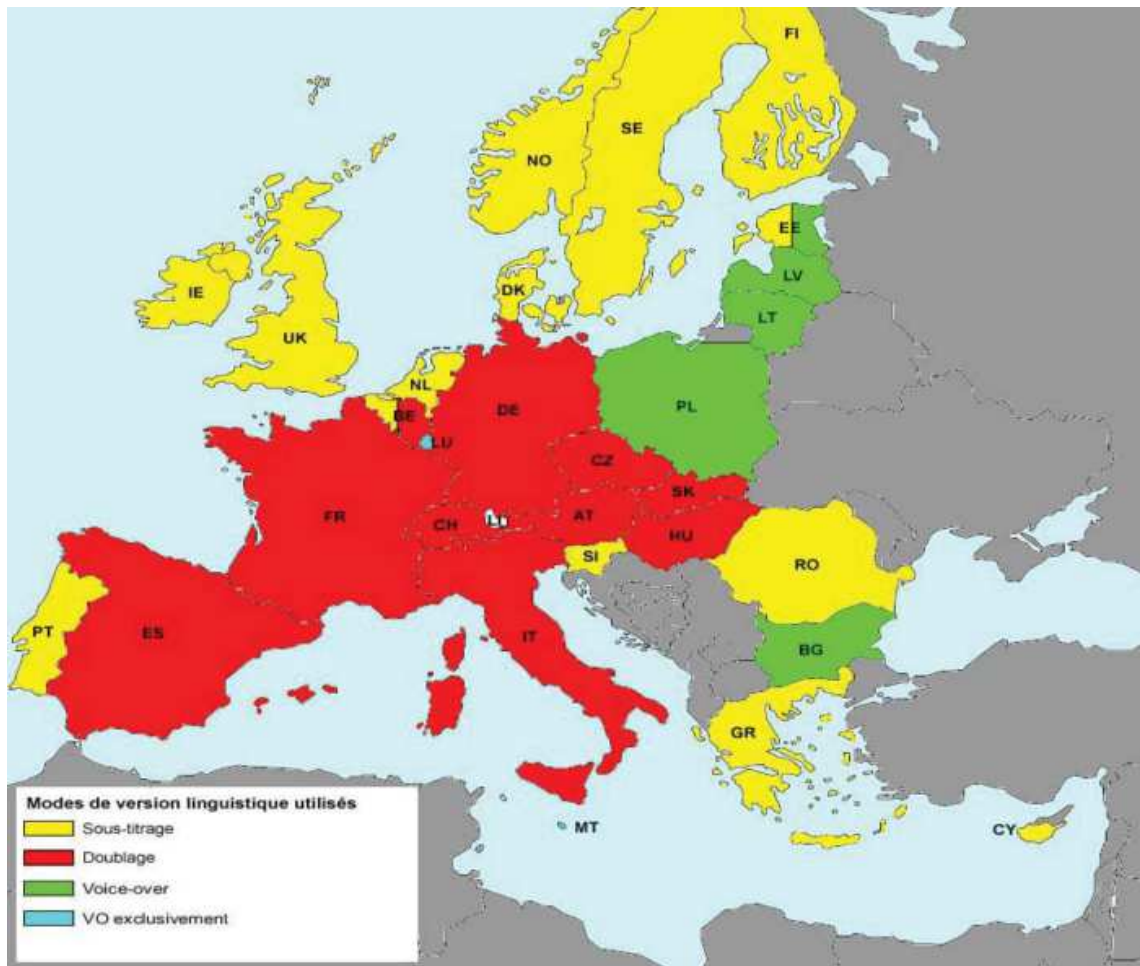 FI
SE
NO
EE
LV
IE
DK
LT
UK
NL
PL
BE
DE
LU
CZ
SK
FR
CH
LI
AT
HU
SI
RO
PT
ES
IT
BG
GR
MT
CY
Modes de version linguistique utilisés
Sous-titrage
Doublage
Voice-over
VO exclusivement